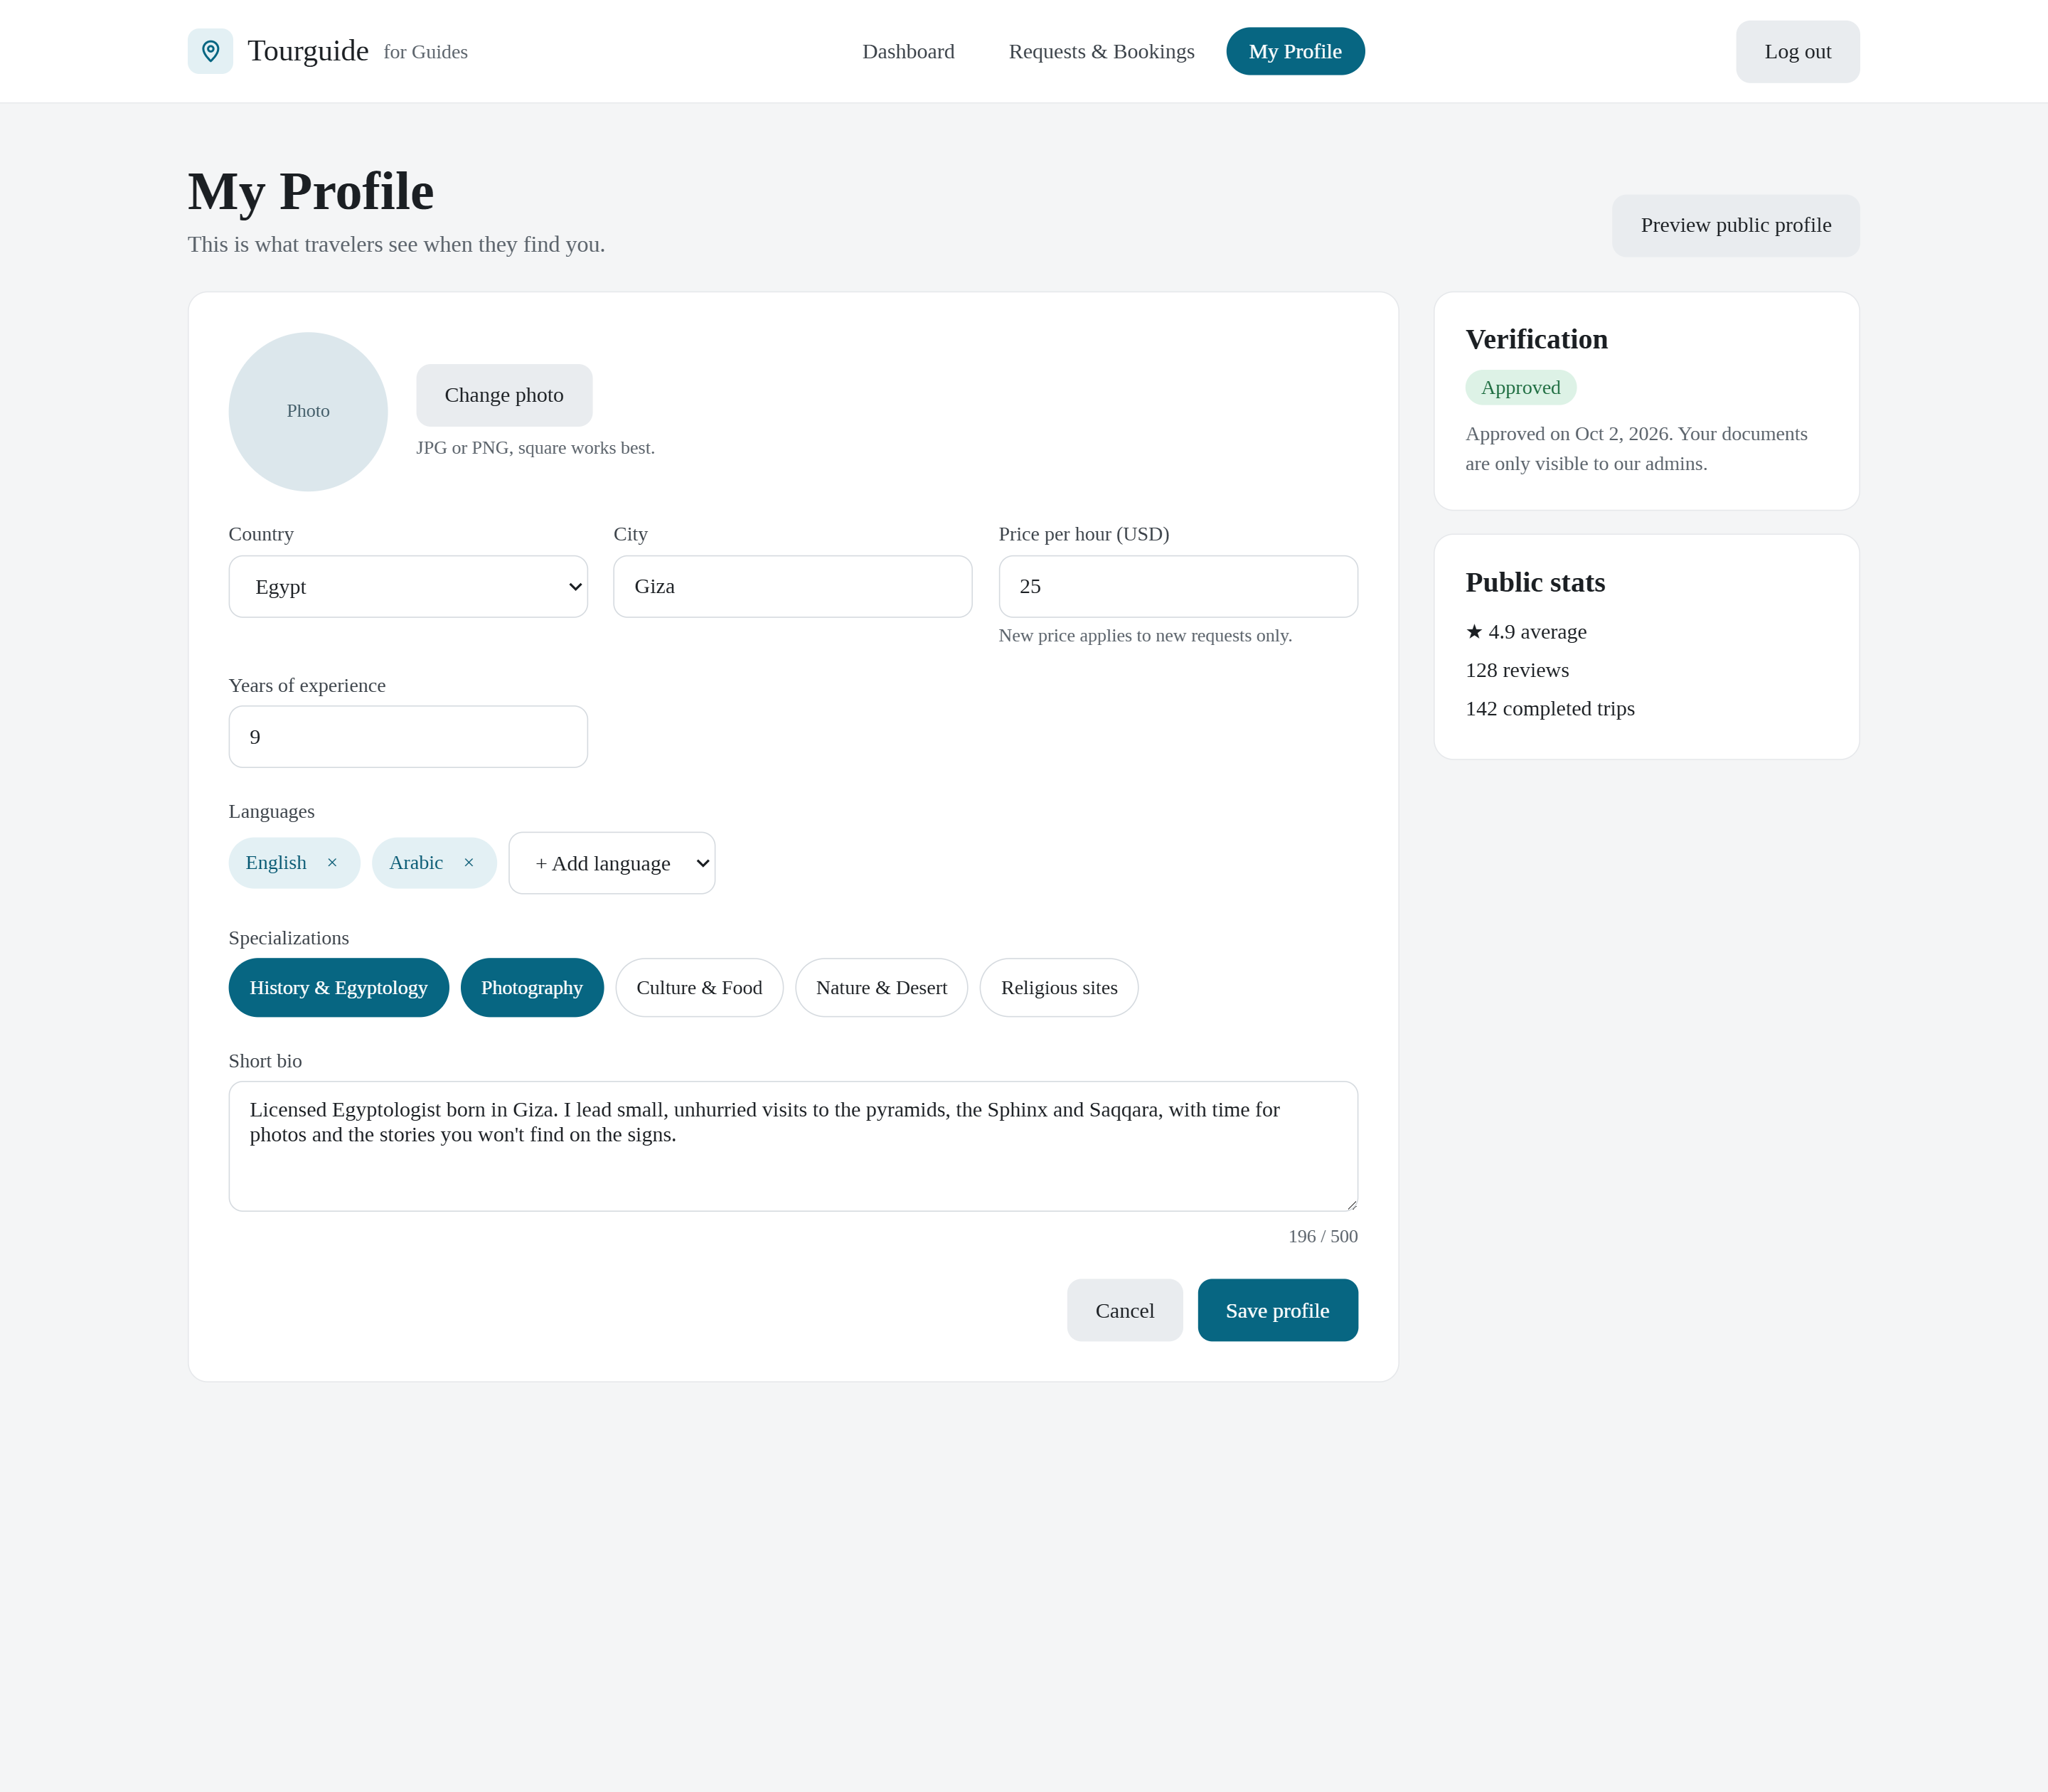 Tourguide for Guides
Dashboard
Requests & Bookings
My Profile
Log out
My Profile
This is what travelers see when they find you.
Preview public profile
Photo
Change photo
JPG or PNG, square works best.
Country
City
Price per hour (USD)
Egypt
Giza
25
New price applies to new requests only.
Years of experience
9
Languages
English ×
Arabic ×
+ Add language
Specializations
History & Egyptology
Photography
Culture & Food
Nature & Desert
Religious sites
Short bio
Licensed Egyptologist born in Giza. I lead small, unhurried visits to the pyramids, the Sphinx and Saqqara, with time for
photos and the stories you won't find on the signs.
196 / 500
Cancel
Save profile
Verification
Approved
Approved on Oct 2, 2026. Your documents
are only visible to our admins.
Public stats
★ 4.9 average
128 reviews
142 completed trips